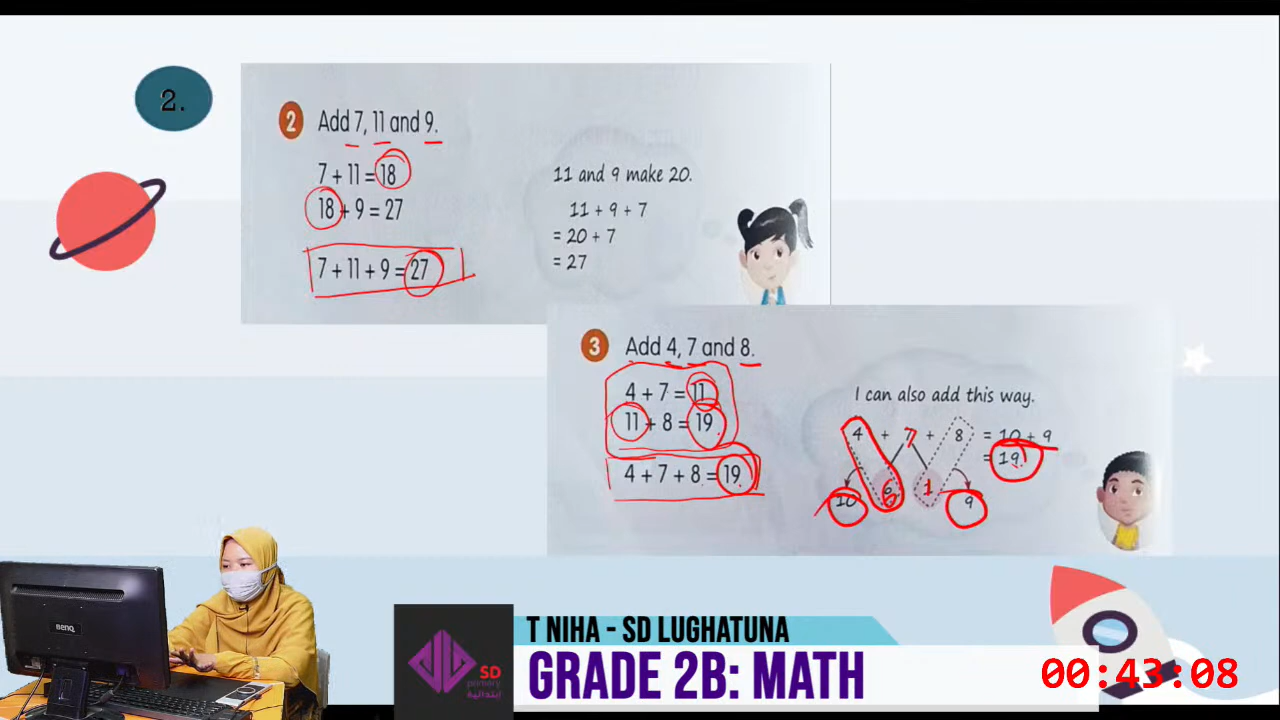 2.
2 Add 7, 11 and 9.
7 + 11 = 18
18 + 9 = 27
7 + 11 + 9 = 27
11 and 9 make 20.
11 + 9 + 7
= 20 + 7
= 27
3 Add 4, 7 and 8.
4 + 7 = 11
11 + 8 = 19
4 + 7 + 8 = 19
I can also add this way.
4 + 7 + 8 = 10 + 9
= 19
10 6 1 9
BenQ
SD
primary
ابتدائية
T NIHA - SD LUGHATUNA
GRADE 2B: MATH
00:43:08